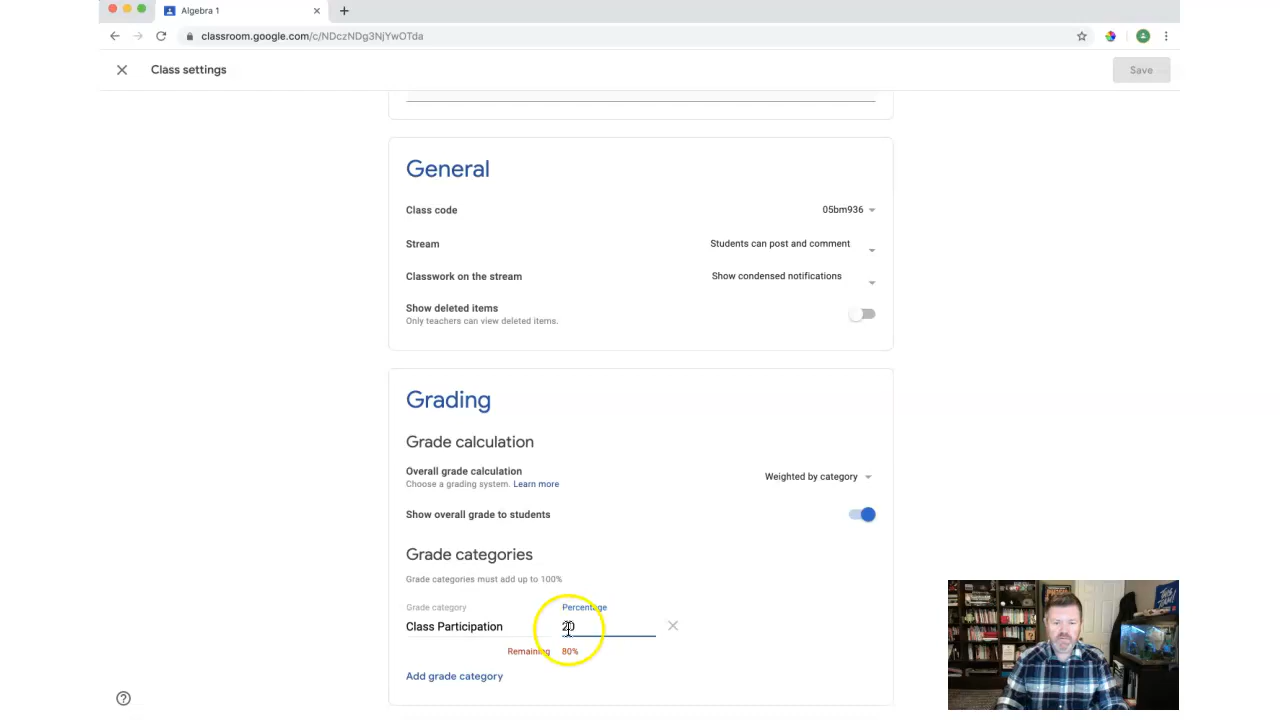 Algebra 1
classroom.google.com/c/NDczNDg3NjYwOTda
Class settings
Save
General
Class code
05bm936
Stream
Students can post and comment
Classwork on the stream
Show condensed notifications
Show deleted items
Only teachers can view deleted items.
Grading
Grade calculation
Overall grade calculation
Choose a grading system. Learn more
Weighted by category
Show overall grade to students
Grade categories
Grade categories must add up to 100%
Grade category
Percentage
Class Participation
20
Remaining
80%
Add grade category